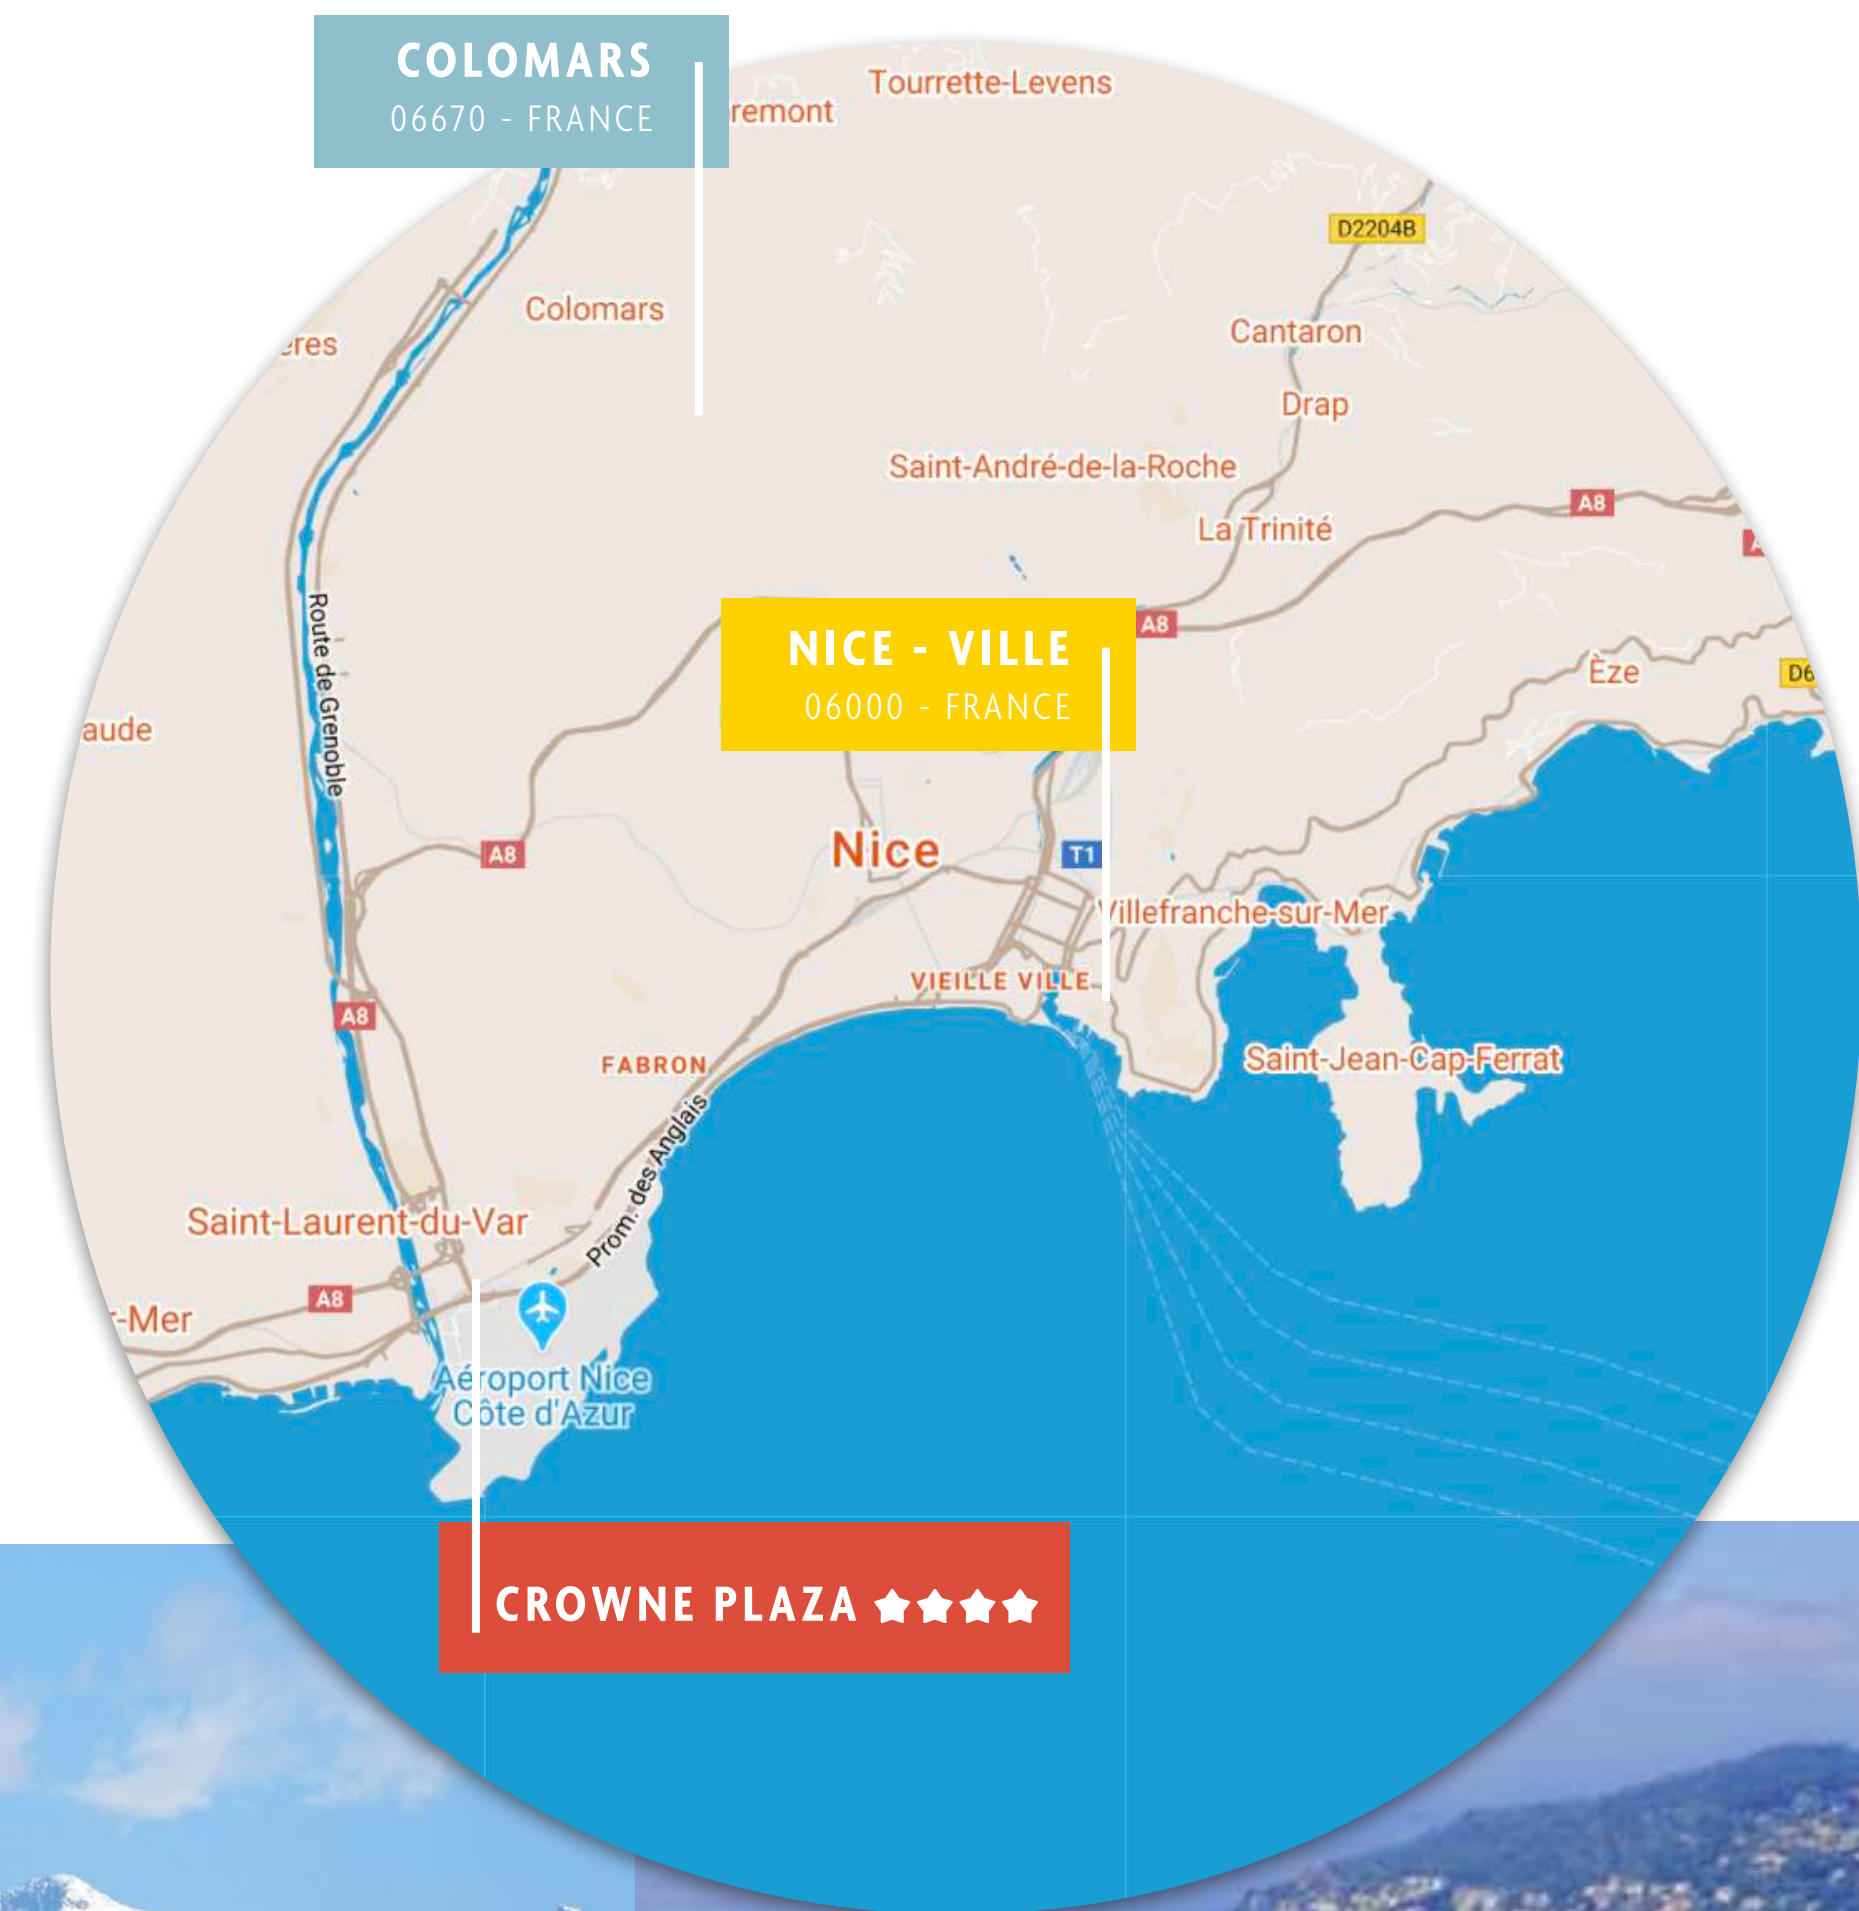 COLOMARS
06670 - FRANCE
Tourrette-Levens
remont
D2204B
Colomars
Cantaron
eres
Drap
Saint-André-de-la-Roche
A8
La Trinité
A
Route de Grenoble
NICE - VILLE
06000 - FRANCE
A8
Èze
D6
aude
Nice
A8
T1
Villefranche-sur-Mer
VIEILLE VILLE
A8
FABRON
Saint-Jean-Cap-Ferrat
Prom. des Anglais
Saint-Laurent-du-Var
A8
r-Mer
Aéroport Nice
Côte d'Azur
CROWNE PLAZA ★★★★